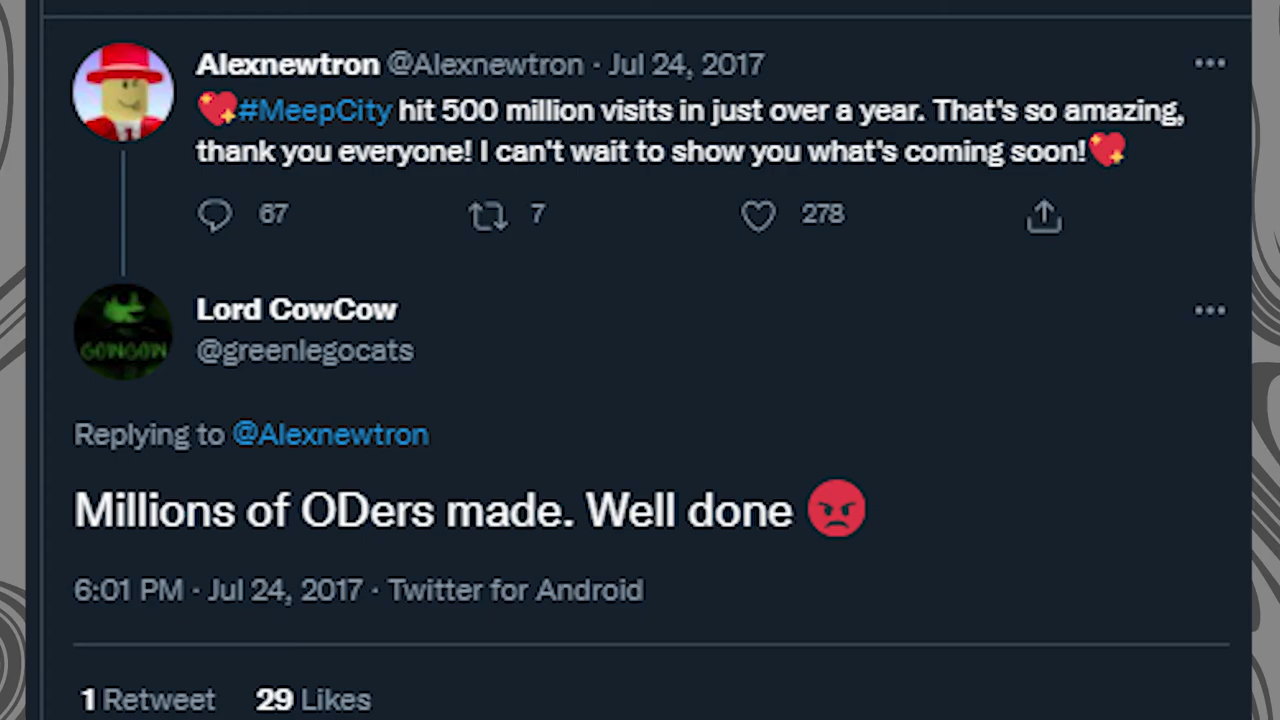 Alexnewtron @Alexnewtron · Jul 24, 2017
💖#MeepCity hit 500 million visits in just over a year. That's so amazing,
thank you everyone! I can't wait to show you what's coming soon!💖
67 7 278
Lord CowCow
GOWGOW
@greenlegocats
Replying to @Alexnewtron
Millions of ODers made. Well done 😡
6:01 PM · Jul 24, 2017 · Twitter for Android
1 Retweet 29 Likes